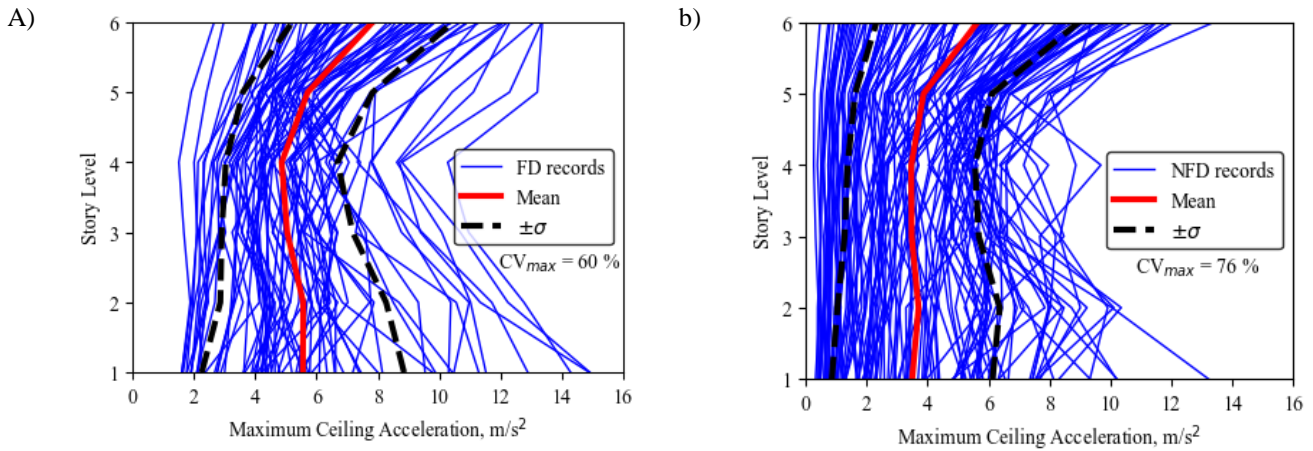 A)
6
5
4
3
2
1
Story Level
FD records
Mean
±σ
CVmax = 60 %
0 2 4 6 8 10 12 14 16
Maximum Ceiling Acceleration, m/s²
b)
6
5
4
3
2
1
Story Level
NFD records
Mean
±σ
CVmax = 76 %
0 2 4 6 8 10 12 14 16
Maximum Ceiling Acceleration, m/s²